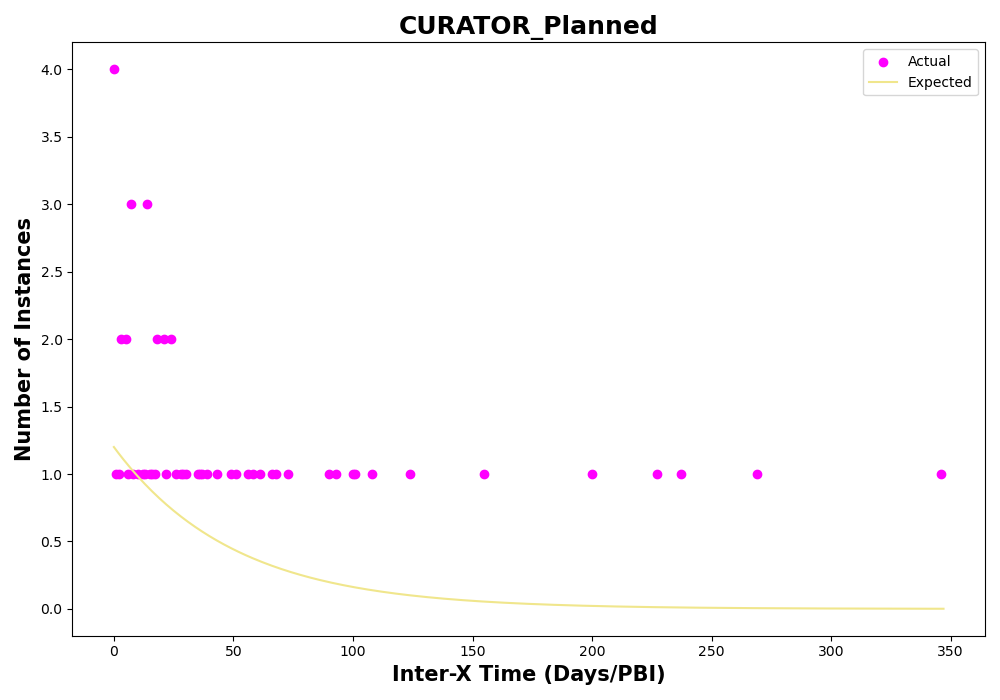 CURATOR_Planned
Actual
Expected
Number of Instances
4.0
3.5
3.0
2.5
2.0
1.5
1.0
0.5
0.0
0 50 100 150 200 250 300 350
Inter-X Time (Days/PBI)